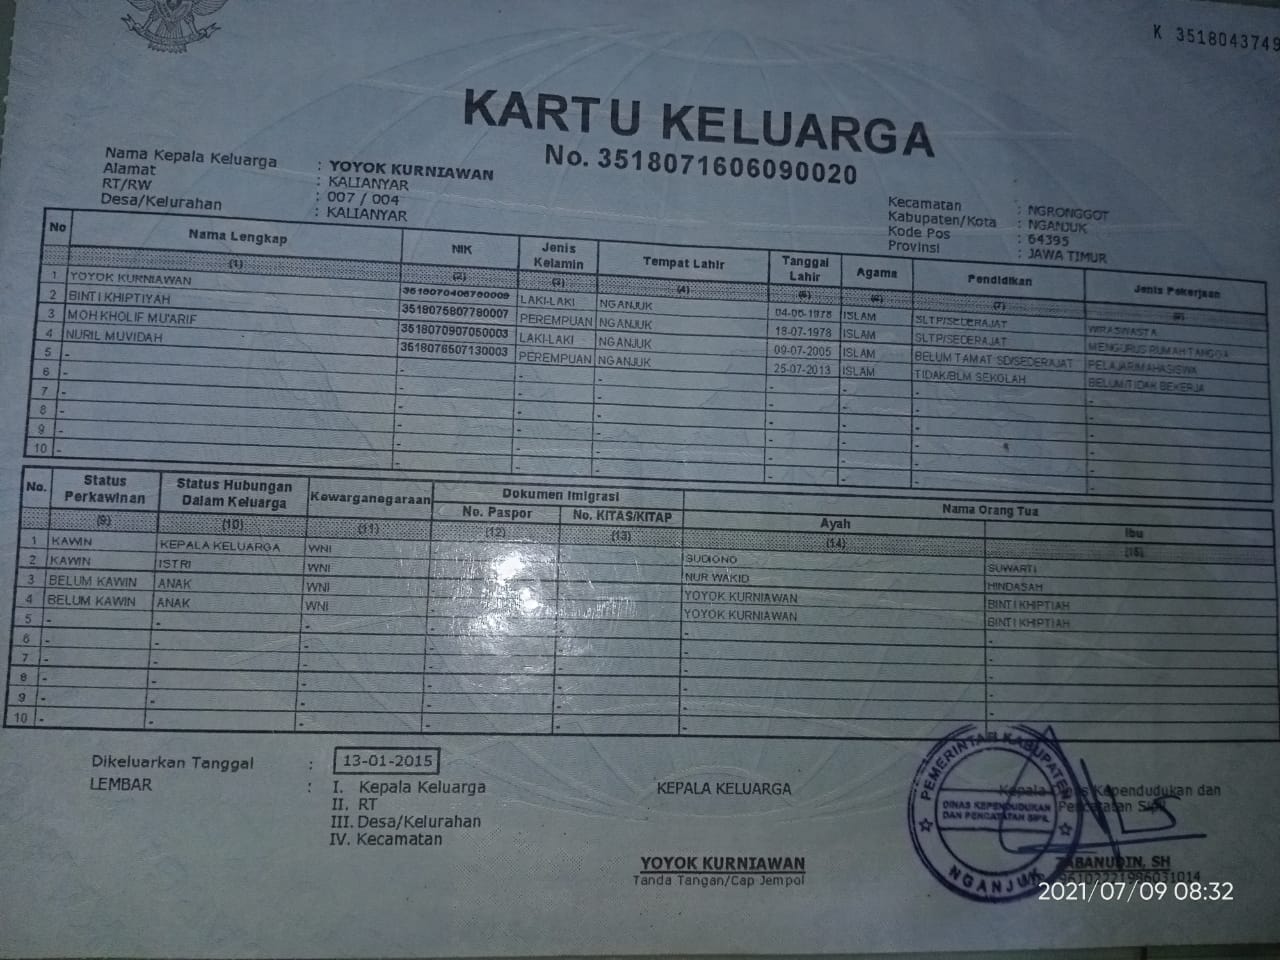 K 3518043749
KARTU KELUARGA
No. 3518071606090020
Nama Kepala Keluarga : YOYOK KURNIAWAN
Alamat : KALIANYAR
RT/RW : 007 / 004
Desa/Kelurahan : KALIANYAR
Kecamatan : NGRONGGOT
Kabupaten/Kota : NGANJUK
Kode Pos : 64395
Provinsi : JAWA TIMUR
No Nama Lengkap NIK Jenis Kelamin Tempat Lahir Tanggal Lahir Agama Pendidikan Jenis Pekerjaan
(1) (2) (3) (4) (5) (6) (7) (8)
1 YOYOK KURNIAWAN LAKI-LAKI NGANJUK 04-06-1978 ISLAM SLTP/SEDERAJAT WIRASWASTA
2 BINTI KHIPTIYAH 3518075807780007 PEREMPUAN NGANJUK 18-07-1978 ISLAM SLTP/SEDERAJAT MENGURUS RUMAH TANGGA
3 MOH KHOLIF MU'ARIF 3518070907050003 LAKI-LAKI NGANJUK 09-07-2005 ISLAM BELUM TAMAT SD/SEDERAJAT PELAJAR/MAHASISWA
4 NURIL MUVIDAH 3518076507130003 PEREMPUAN NGANJUK 25-07-2013 ISLAM TIDAK/BLM SEKOLAH BELUM/TIDAK BEKERJA
5 - - - - - - - -
6 - - - - - - - -
7 - - - - - - - -
8 - - - - - - - -
9 - - - - - - - -
10 - - - - - - - -
No. Status Perkawinan Status Hubungan Dalam Keluarga Kewarganegaraan Dokumen Imigrasi Nama Orang Tua
No. Paspor No. KITAS/KITAP Ayah Ibu
(9) (10) (11) (12) (13) (14) (15)
1 KAWIN KEPALA KELUARGA WNI SUDIONO SUWARTI
2 KAWIN ISTRI WNI NUR WAKID HINDASAH
3 BELUM KAWIN ANAK WNI YOYOK KURNIAWAN BINTI KHIPTIAH
4 BELUM KAWIN ANAK WNI YOYOK KURNIAWAN BINTI KHIPTIAH
5 - - - - - - -
6 - - - - - - -
7 - - - - - - -
8 - - - - - - -
9 - - - - - - -
10 - - - - - - -
Dikeluarkan Tanggal : 13-01-2015
LEMBAR : I. Kepala Keluarga
II. RT
III. Desa/Kelurahan
IV. Kecamatan
KEPALA KELUARGA
YOYOK KURNIAWAN
Tanda Tangan/Cap Jempol
Kepala Dinas Kependudukan dan
Pencatatan Sipil
PEMERINTAH KABUPATEN
DINAS KEPENDUDUKAN
DAN PENCATATAN SIPIL
NGANJUK
ZABANUDIN, SH
2021/07/09 08:32